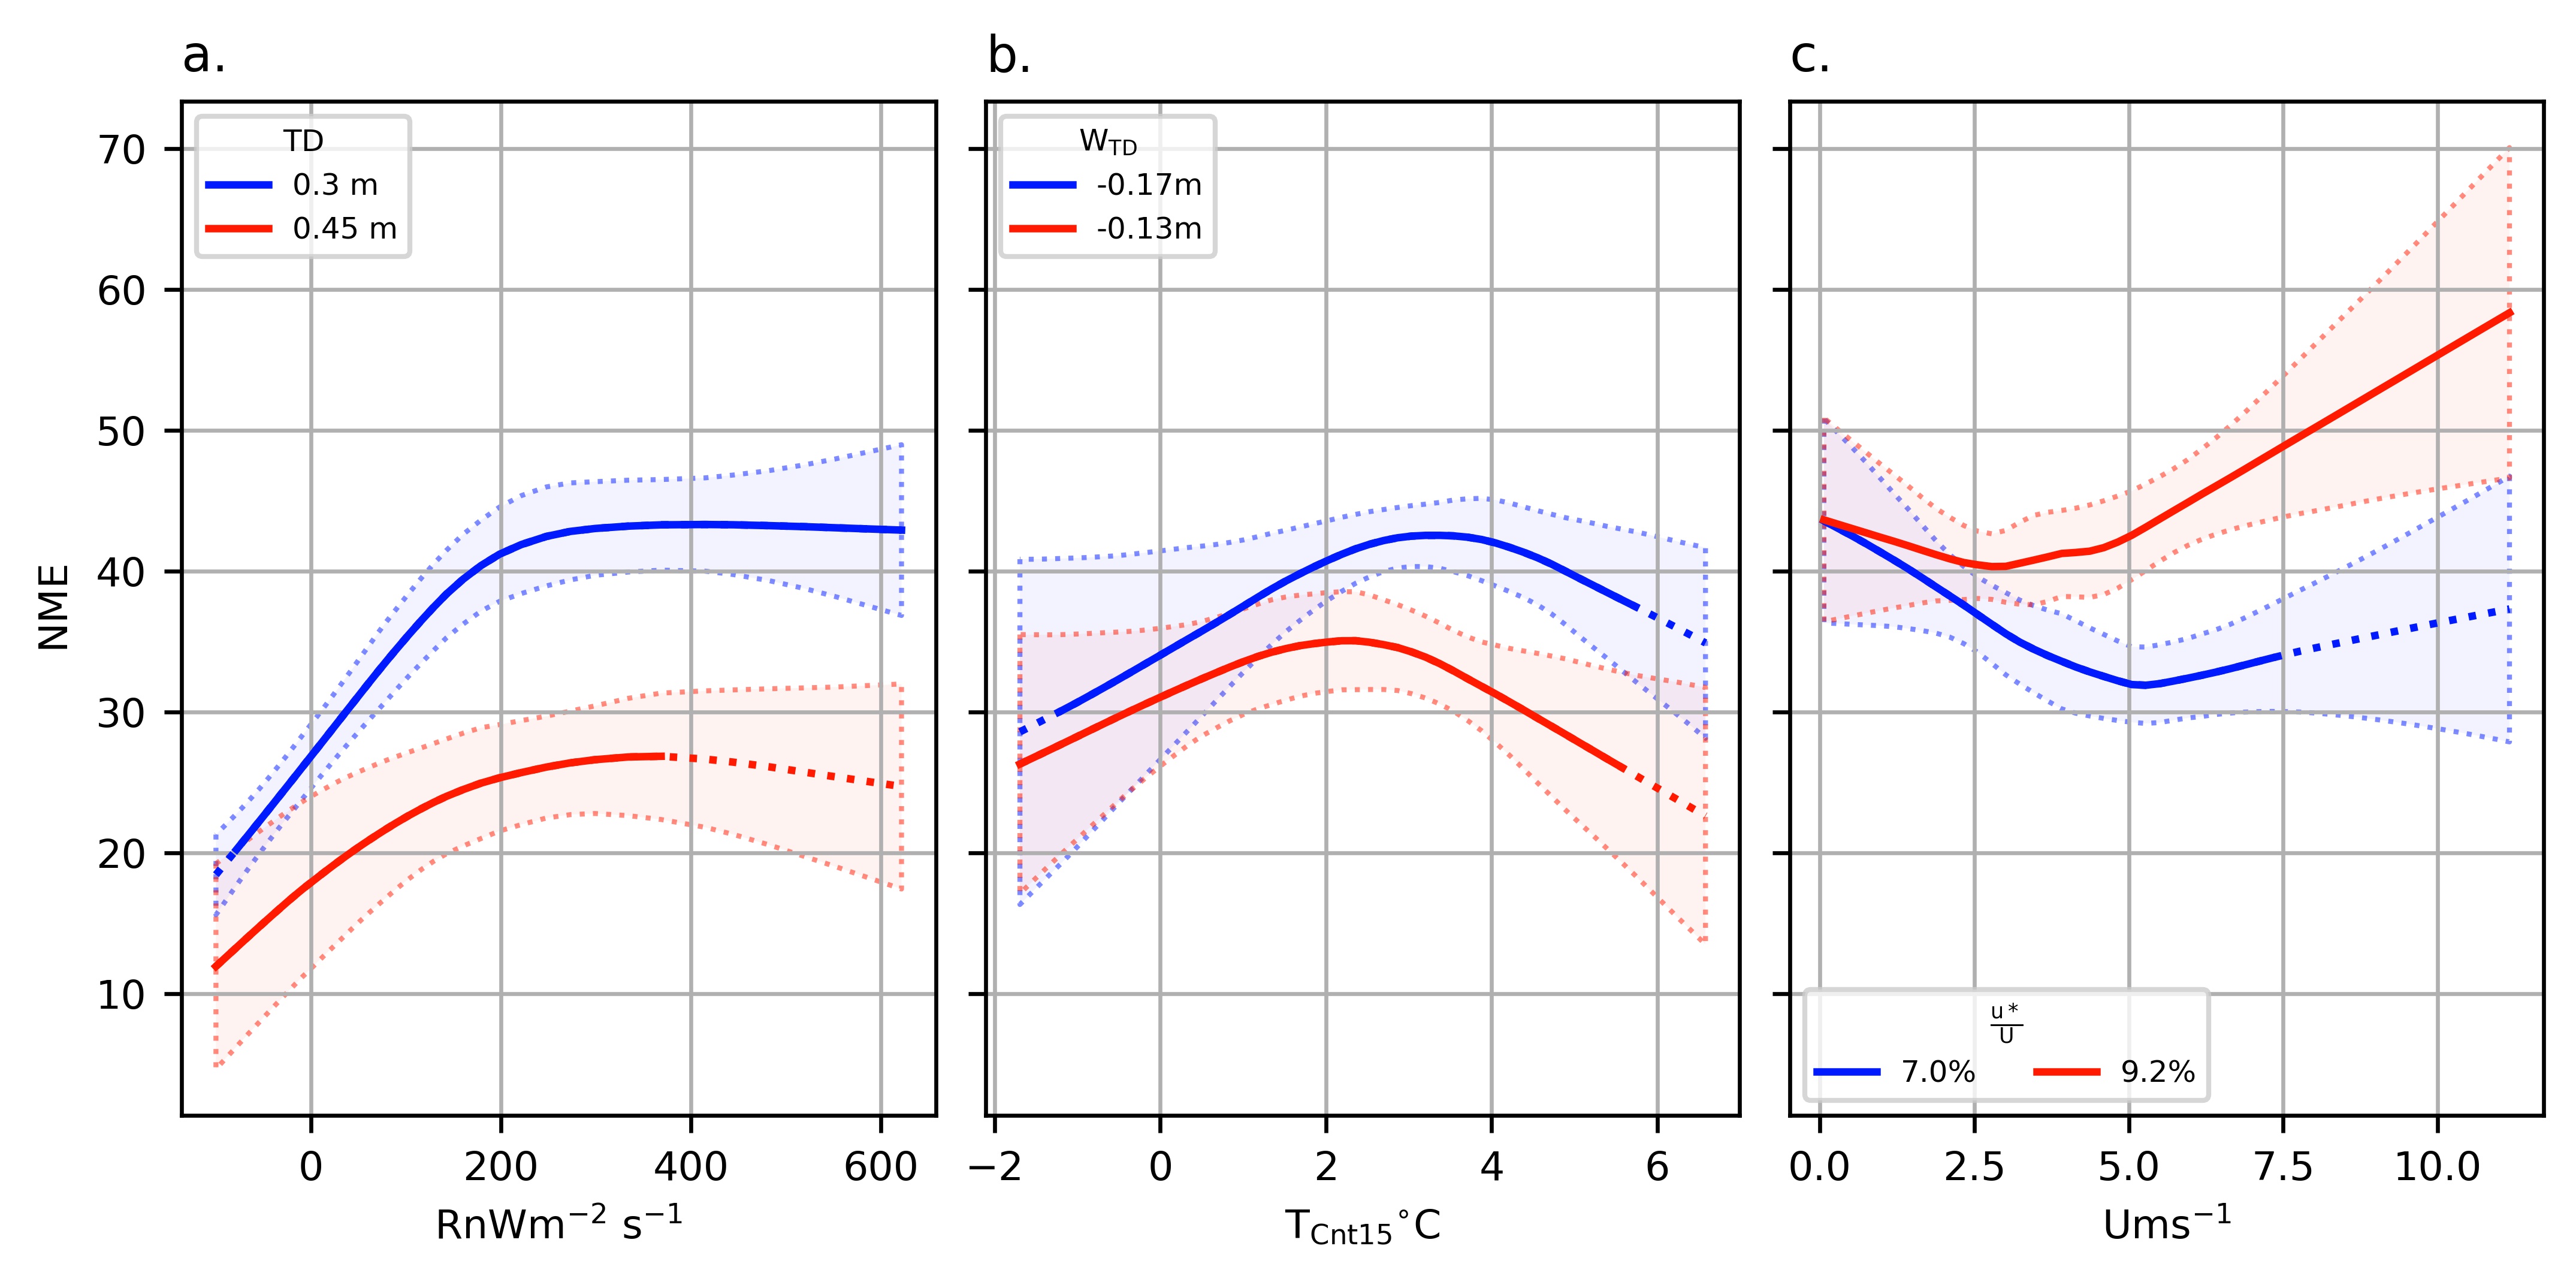 a.
b.
c.
NME
70
60
50
40
30
20
10
TD
0.3 m
0.45 m
0 200 400 600
RnWm⁻² s⁻¹
W_TD
-0.17m
-0.13m
−2 0 2 4 6
T_Cnt15°C
u*/U
7.0% 9.2%
0.0 2.5 5.0 7.5 10.0
Ums⁻¹